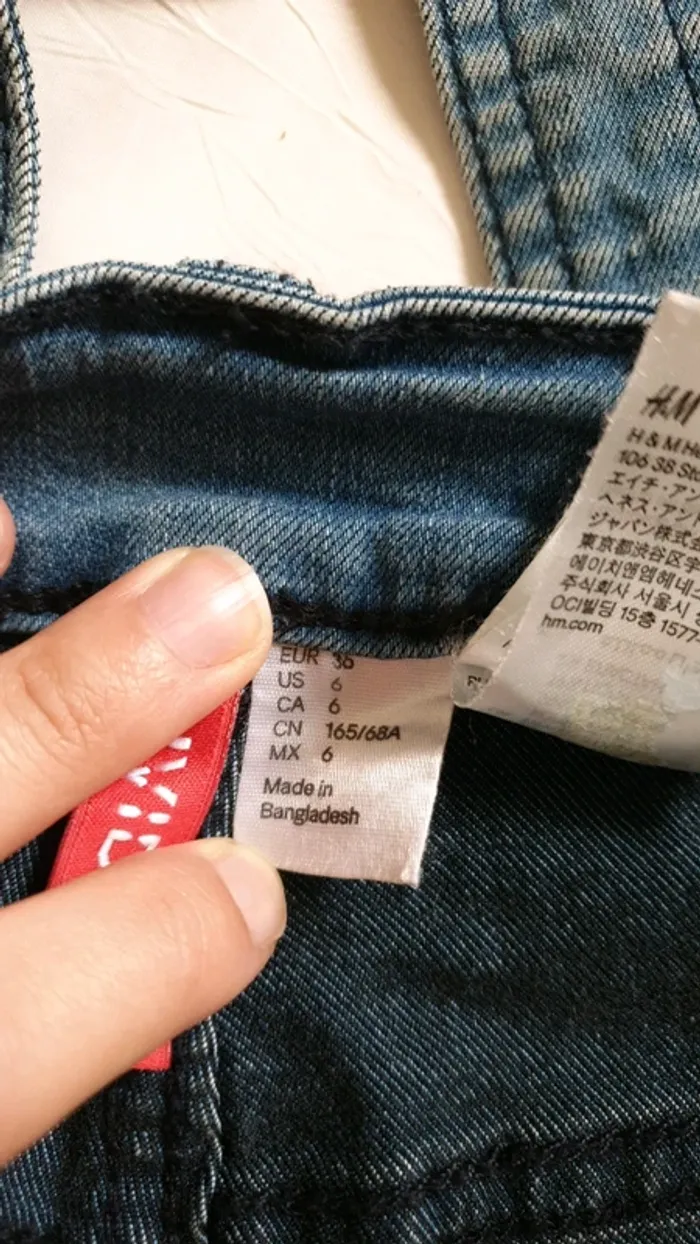 EUR 36
US 6
CA 6
CN 165/68A
MX 6
Made in
Bangladesh
H&M
H & M He
106 38 St
エイチ・ア
ヘネス・アン
ジャパン株式会
東京都渋谷区宇
에이치앤엠헤네
주식회사 서울시
OCI빌딩 15층 1577-
hm.com